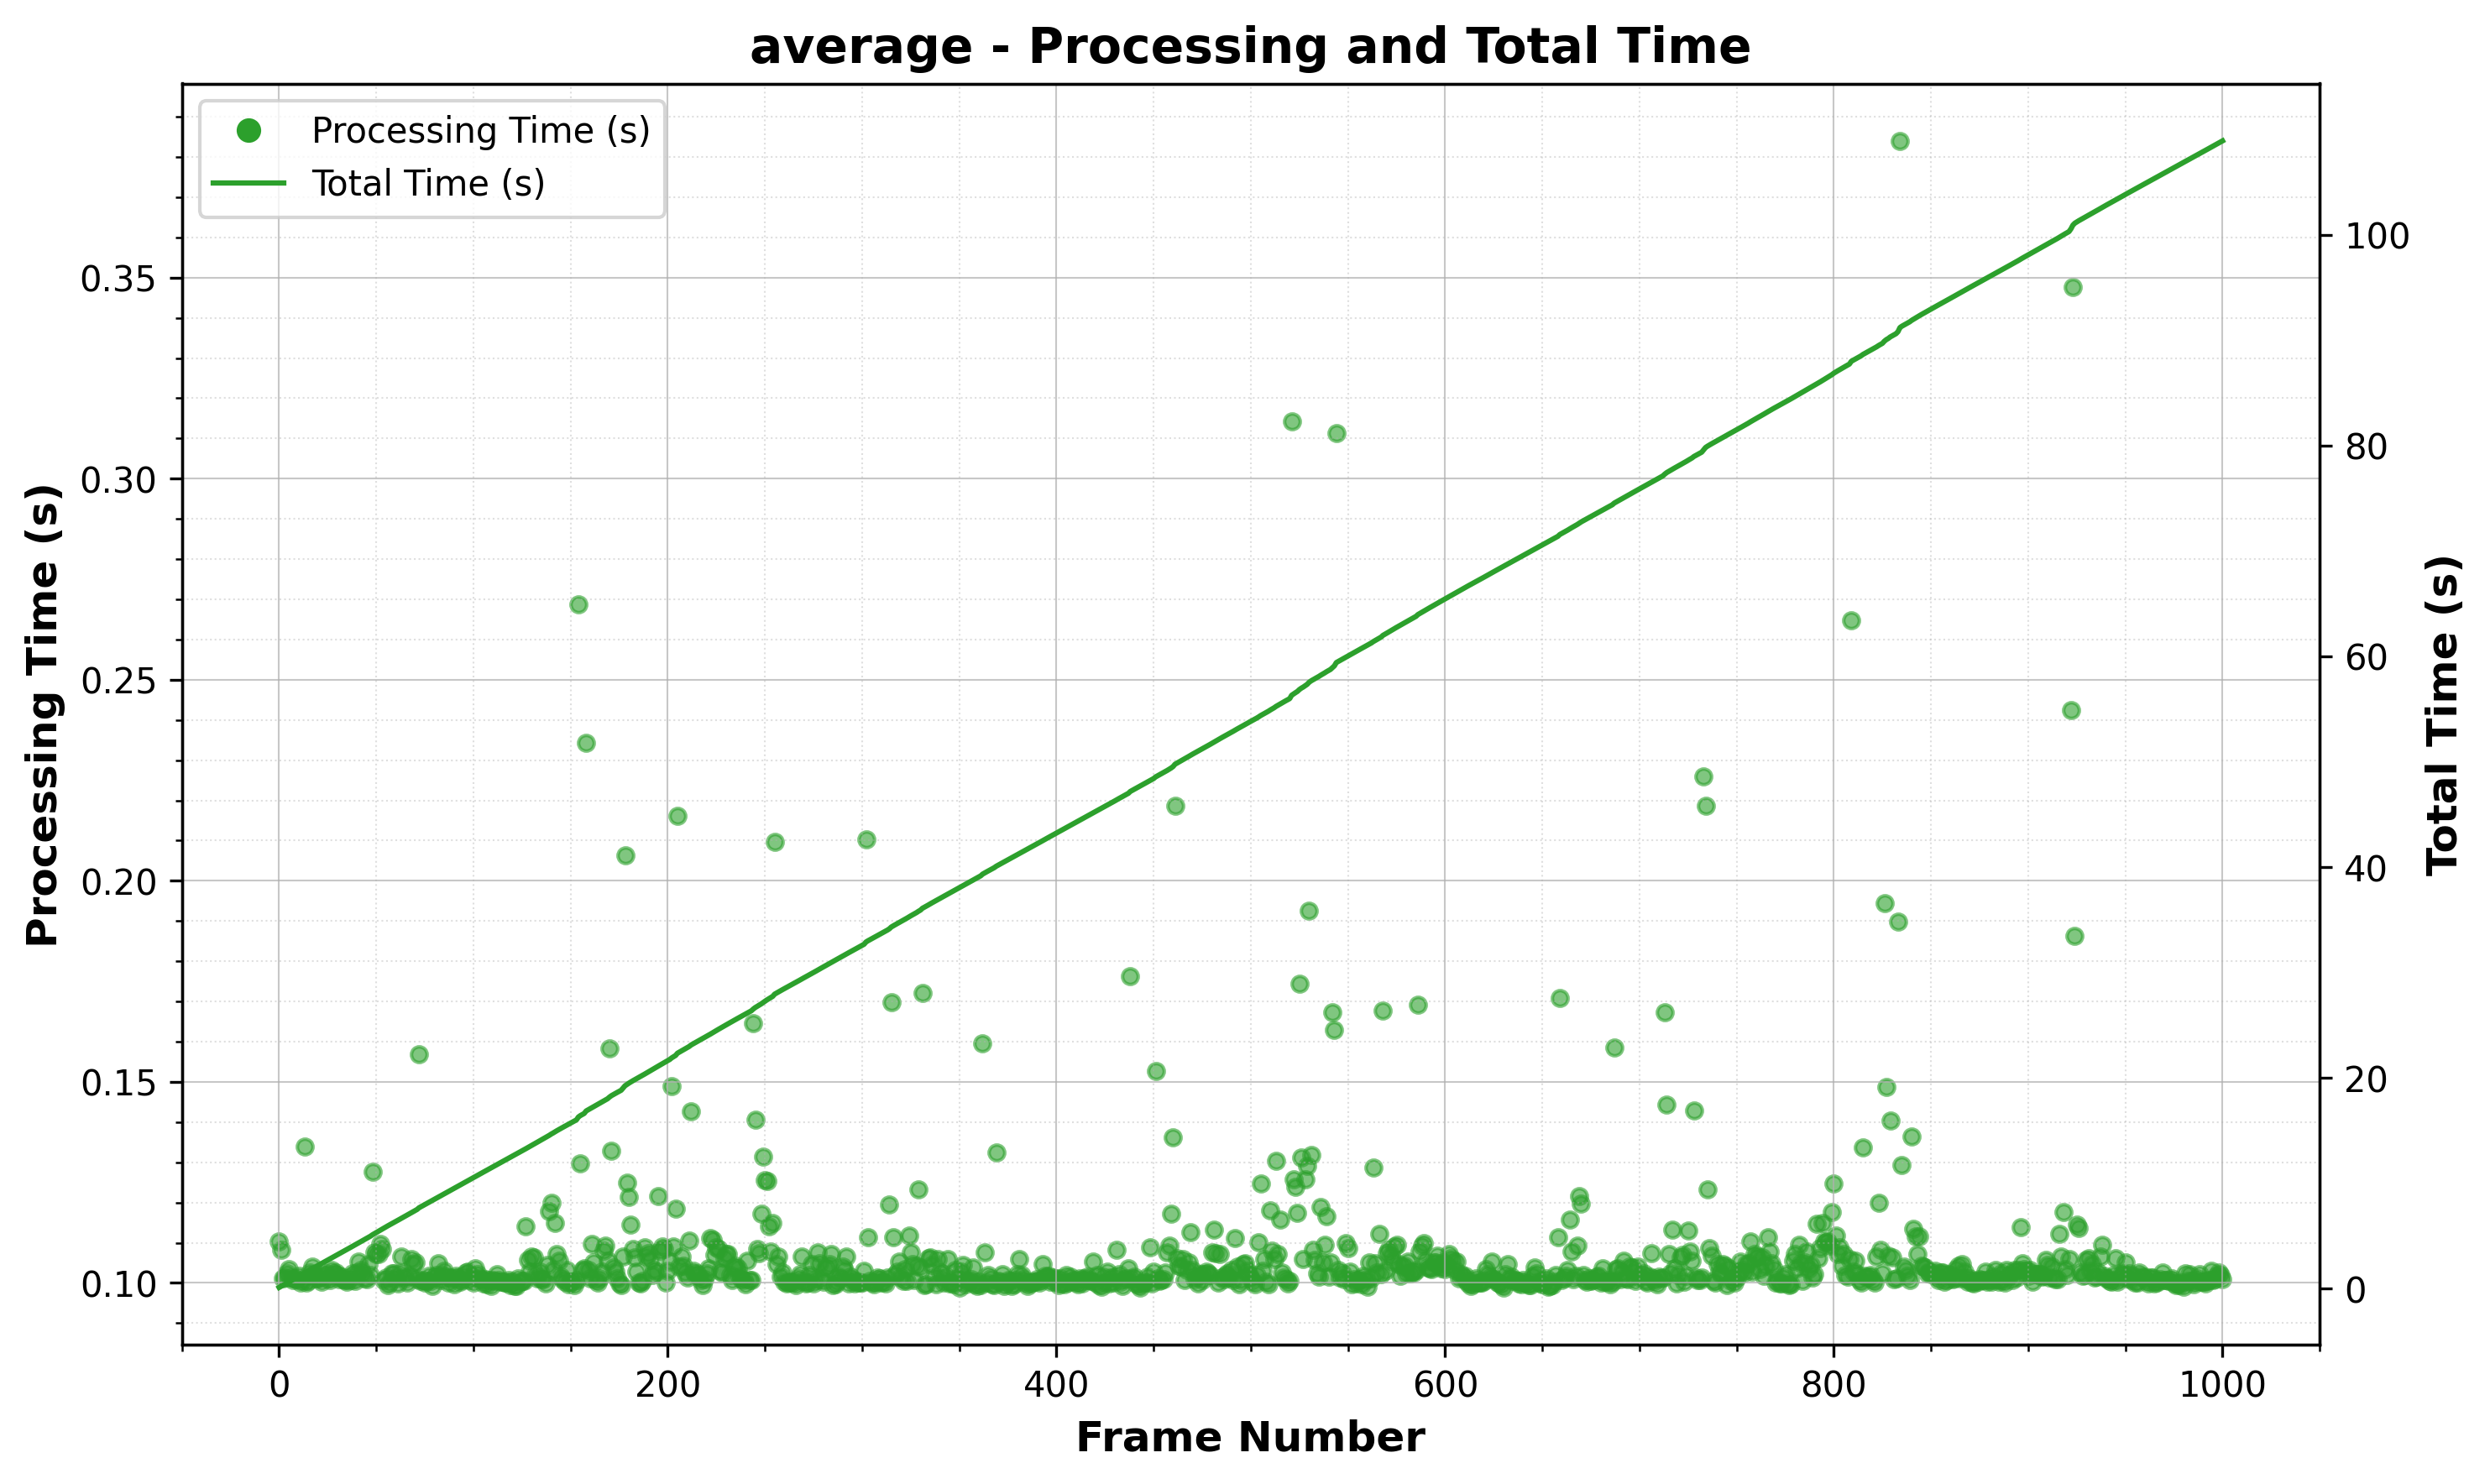 average - Processing and Total Time
Processing Time (s)
Total Time (s)
0.35
0.30
0.25
0.20
0.15
0.10
Processing Time (s)
100
80
60
40
20
0
Total Time (s)
0 200 400 600 800 1000
Frame Number